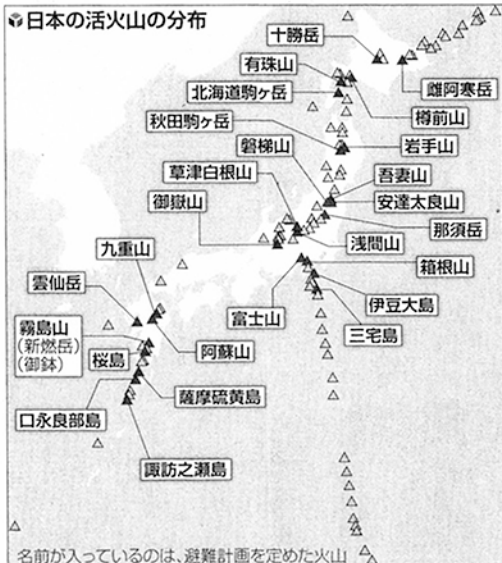 日本の活火山の分布
十勝岳
有珠山
北海道駒ヶ岳
雌阿寒岳
樽前山
秋田駒ヶ岳
岩手山
磐梯山
吾妻山
草津白根山
安達太良山
御嶽山
那須岳
浅間山
九重山
箱根山
雲仙岳
伊豆大島
富士山
三宅島
霧島山
(新燃岳)
(御鉢)
阿蘇山
桜島
薩摩硫黄島
口永良部島
諏訪之瀬島
名前が入っているのは、避難計画を定めた火山